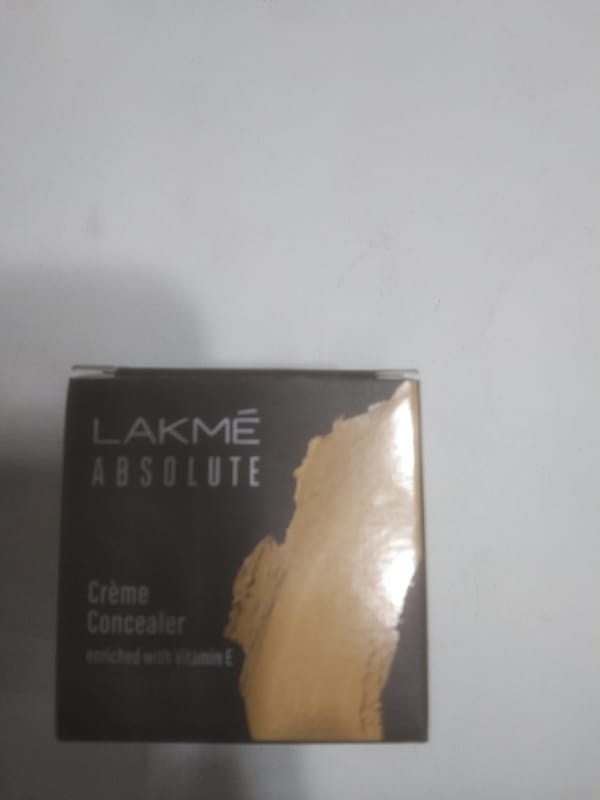 LAKMÉ
ABSOLUTE
Crème
Concealer
enriched with Vitamin E